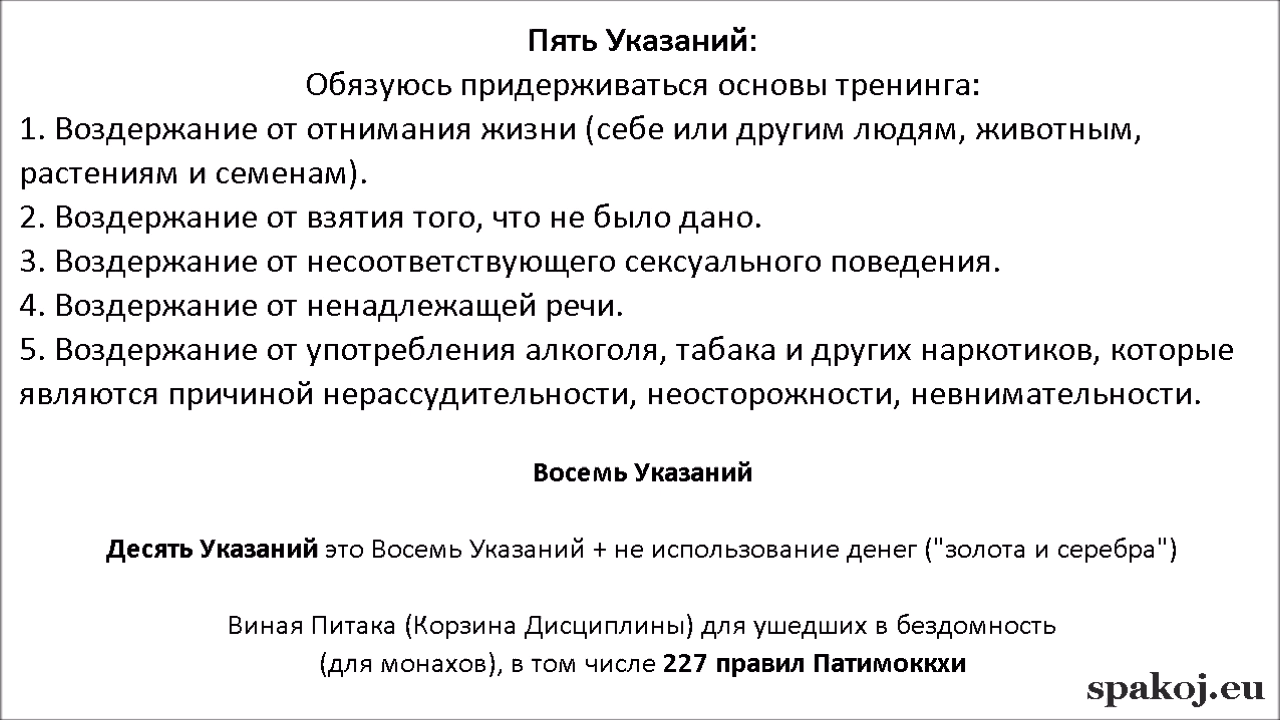 Пять Указаний:
Обязуюсь придерживаться основы тренинга:
1. Воздержание от отнимания жизни (себе или другим людям, животным,
растениям и семенам).
2. Воздержание от взятия того, что не было дано.
3. Воздержание от несоответствующего сексуального поведения.
4. Воздержание от ненадлежащей речи.
5. Воздержание от употребления алкоголя, табака и других наркотиков, которые
являются причиной нерассудительности, неосторожности, невнимательности.
Восемь Указаний
Десять Указаний это Восемь Указаний + не использование денег ("золота и серебра")
Виная Питака (Корзина Дисциплины) для ушедших в бездомность
(для монахов), в том числе 227 правил Патимоккхи
spakoj.eu